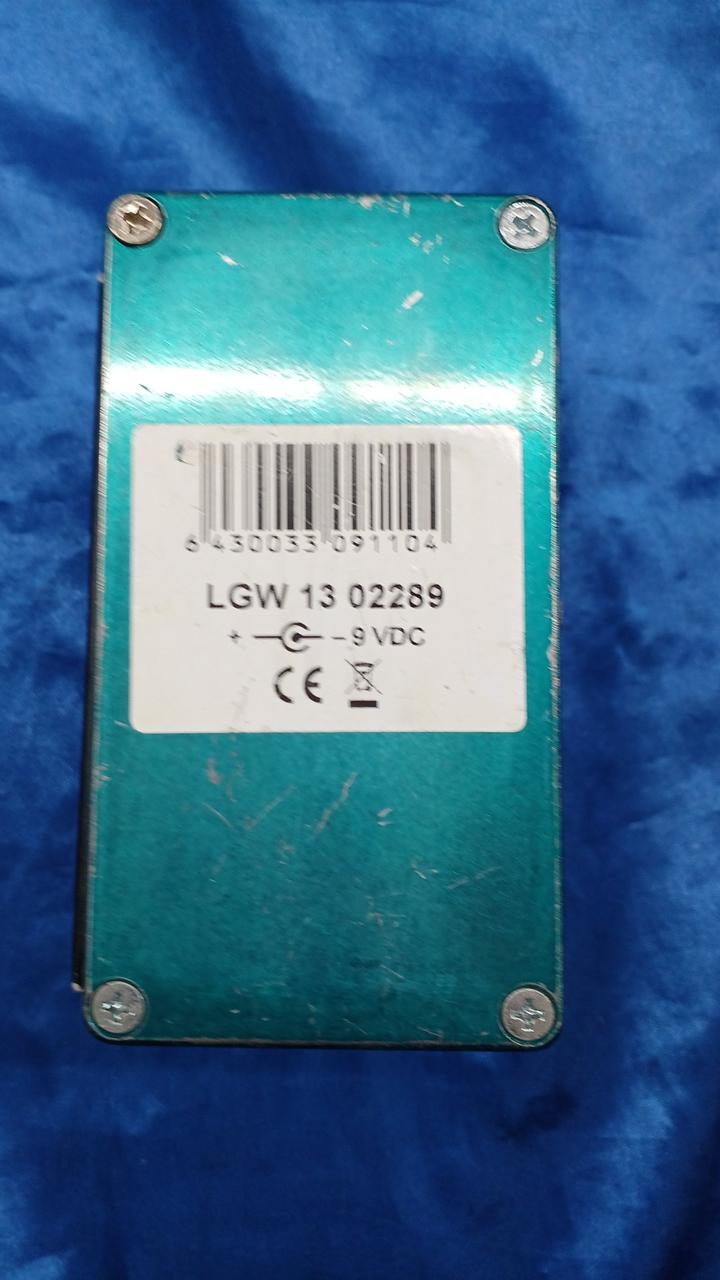 6 430033 091104
LGW 13 02289
+ - 9 VDC
CE